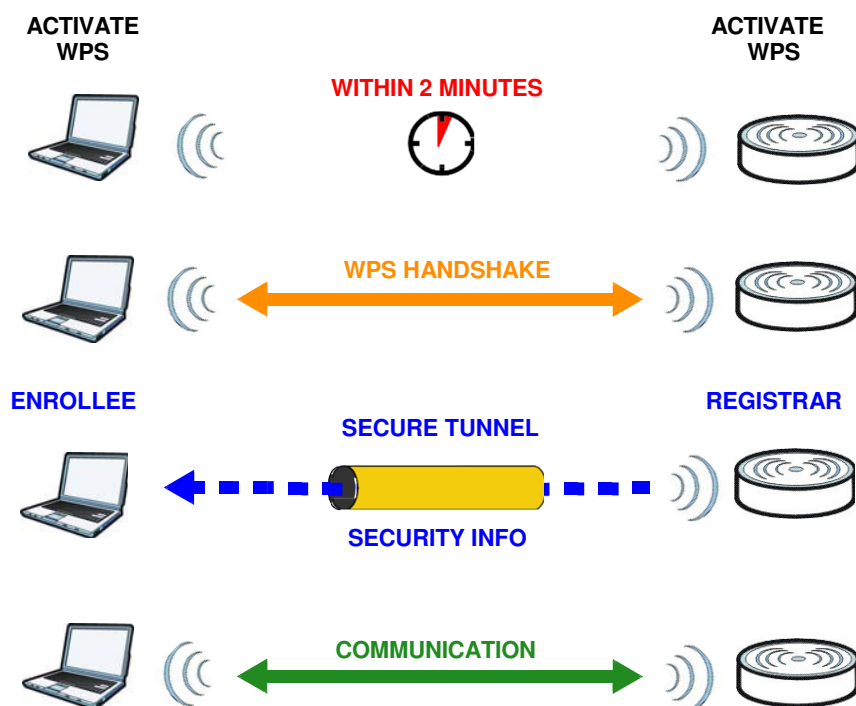 ACTIVATE
WPS
ACTIVATE
WPS
WITHIN 2 MINUTES
WPS HANDSHAKE
ENROLLEE
REGISTRAR
SECURE TUNNEL
SECURITY INFO
COMMUNICATION